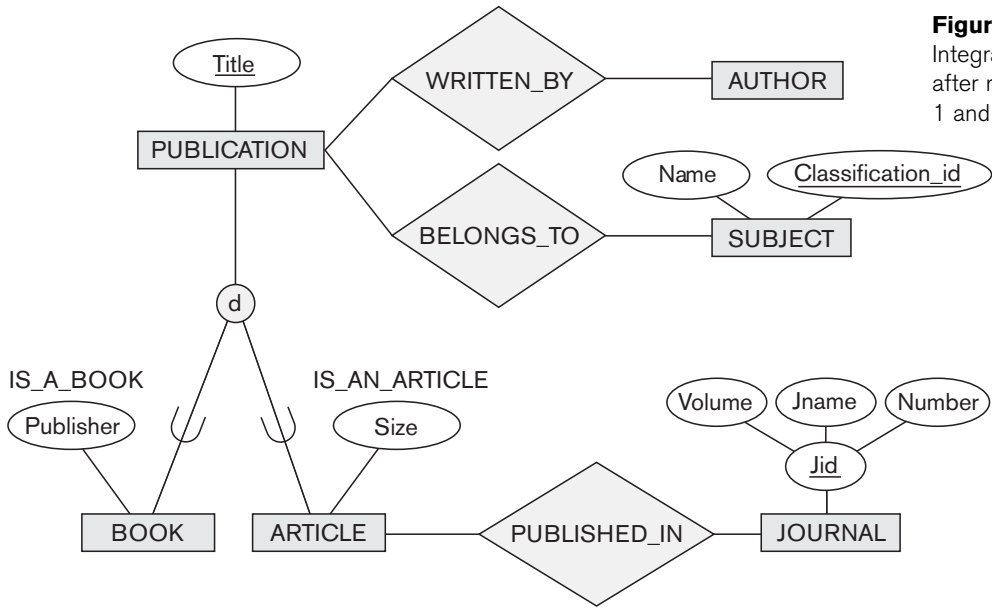 Figur
Integra
after r
1 and
Title
WRITTEN_BY
AUTHOR
PUBLICATION
Name
Classification_id
BELONGS_TO
SUBJECT
d
IS_A_BOOK
IS_AN_ARTICLE
Publisher
Size
Volume
Jname
Number
Jid
BOOK
ARTICLE
PUBLISHED_IN
JOURNAL